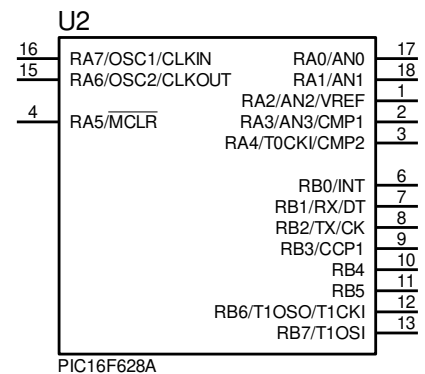 U2
16 RA7/OSC1/CLKIN RA0/AN0 17
15 RA6/OSC2/CLKOUT RA1/AN1 18
RA2/AN2/VREF 1
4 RA5/MCLR RA3/AN3/CMP1 2
RA4/T0CKI/CMP2 3
RB0/INT 6
RB1/RX/DT 7
RB2/TX/CK 8
RB3/CCP1 9
RB4 10
RB5 11
RB6/T1OSO/T1CKI 12
RB7/T1OSI 13
PIC16F628A